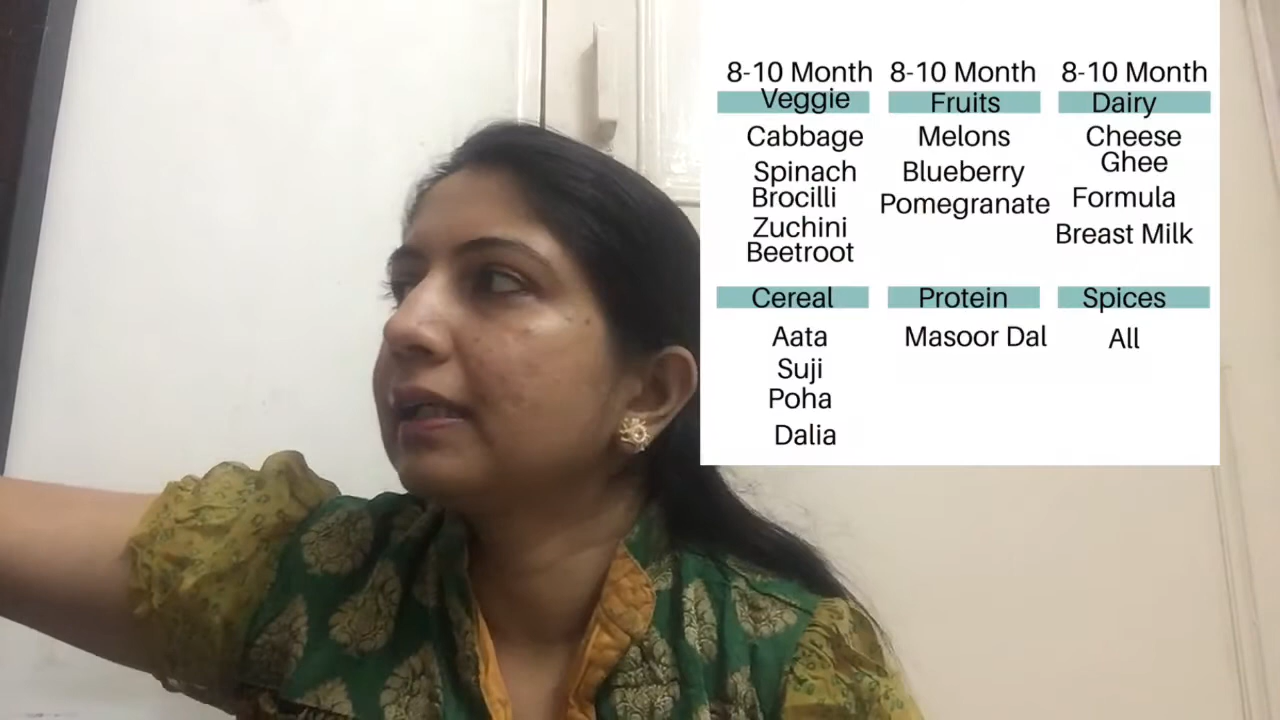 8-10 Month 8-10 Month 8-10 Month
Veggie Fruits Dairy
Cabbage Melons Cheese
Ghee
Spinach Blueberry
Brocilli Pomegranate Formula
Zuchini Breast Milk
Beetroot
Cereal Protein Spices
Aata Masoor Dal All
Suji
Poha
Dalia